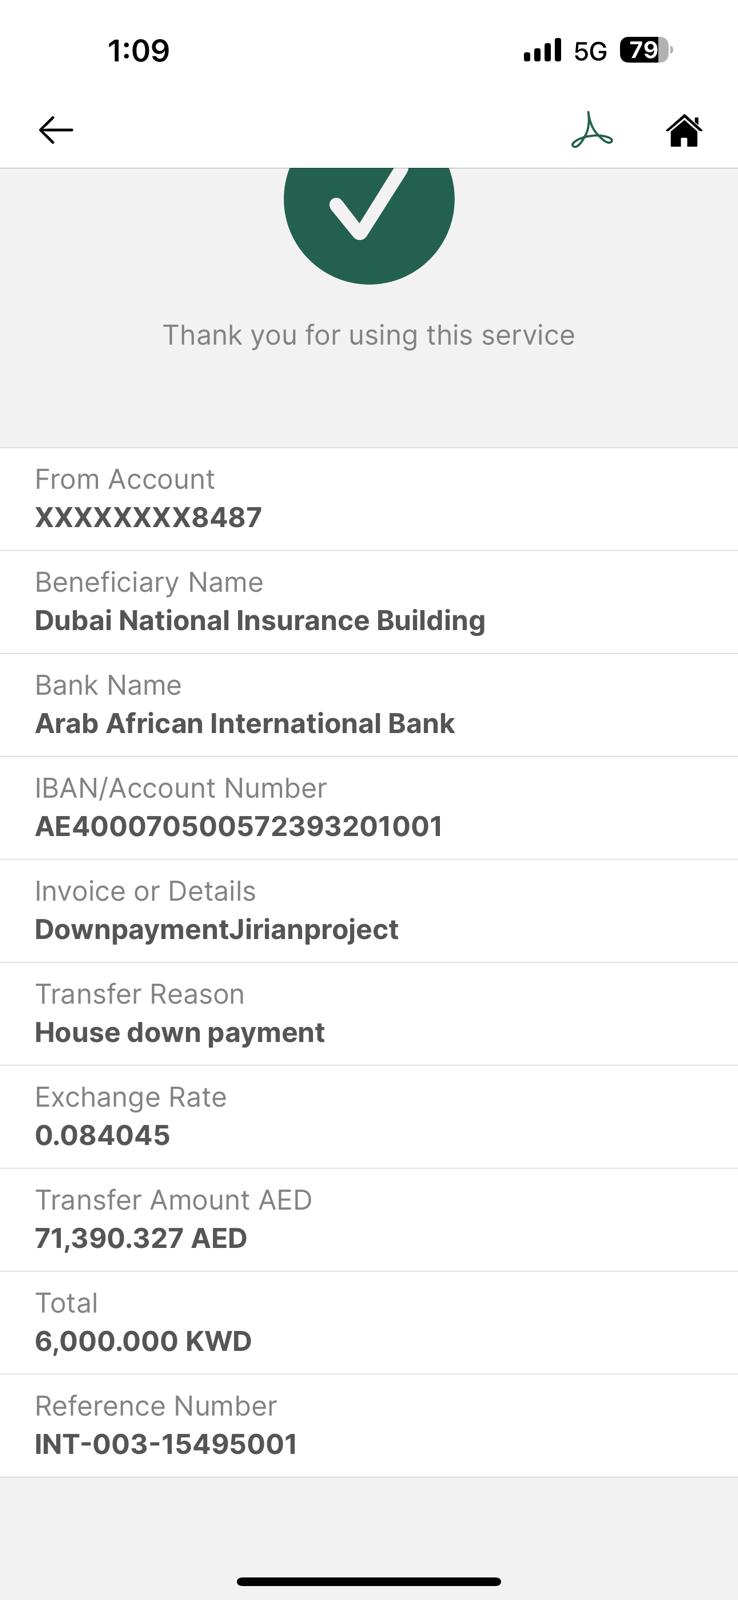 1:09
5G
79
Thank you for using this service
From Account
XXXXXXXX8487
Beneficiary Name
Dubai National Insurance Building
Bank Name
Arab African International Bank
IBAN/Account Number
AE400070500572393201001
Invoice or Details
DownpaymentJirianproject
Transfer Reason
House down payment
Exchange Rate
0.084045
Transfer Amount AED
71,390.327 AED
Total
6,000.000 KWD
Reference Number
INT-003-15495001